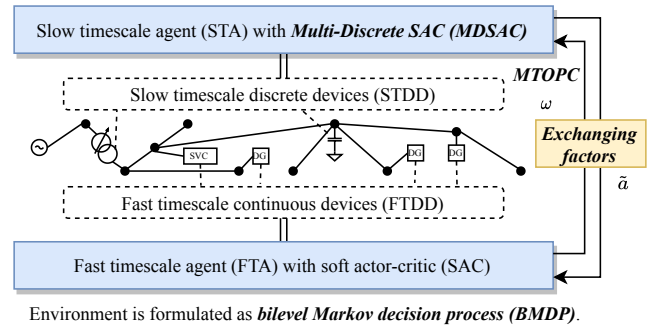 Slow timescale agent (STA) with Multi-Discrete SAC (MDSAC)
MTOPC
Slow timescale discrete devices (STDD)
ω
Exchanging
factors
SVC
DG
DG
DG
ã
Fast timescale continuous devices (FTDD)
Fast timescale agent (FTA) with soft actor-critic (SAC)
Environment is formulated as bilevel Markov decision process (BMDP).